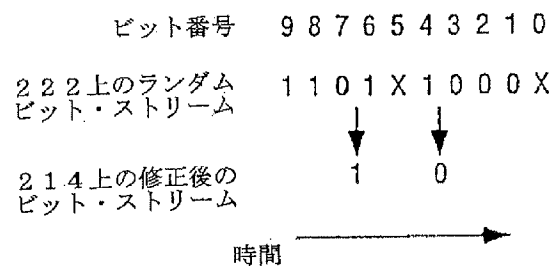 ビット番号 9 8 7 6 5 4 3 2 1 0
222上のランダム
ビット・ストリーム 1 1 0 1 X 1 0 0 0 X
214上の修正後の
ビット・ストリーム 1 0
時間